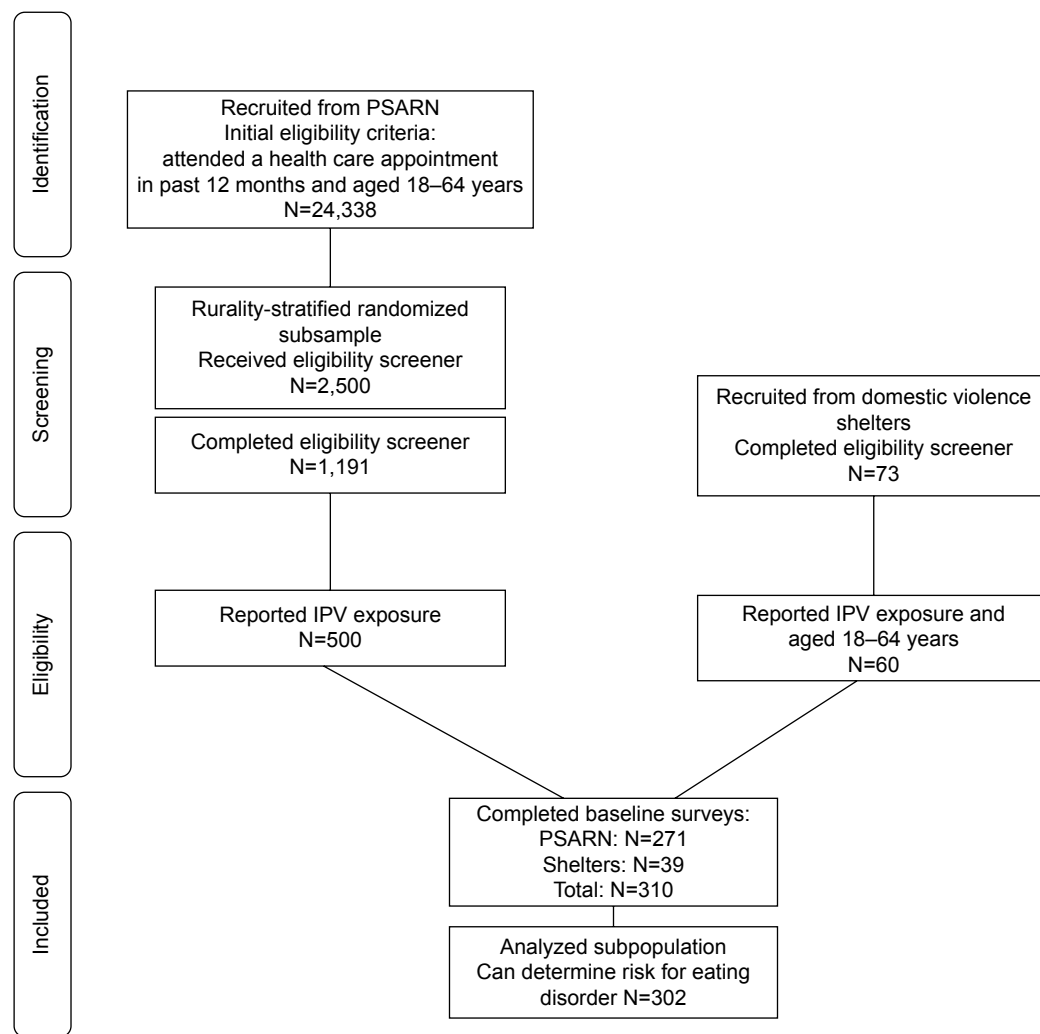 Identification
Recruited from PSARN
Initial eligibility criteria:
attended a health care appointment
in past 12 months and aged 18–64 years
N=24,338
Screening
Rurality-stratified randomized
subsample
Received eligibility screener
N=2,500
Completed eligibility screener
N=1,191
Recruited from domestic violence
shelters
Completed eligibility screener
N=73
Eligibility
Reported IPV exposure
N=500
Reported IPV exposure and
aged 18–64 years
N=60
Included
Completed baseline surveys:
PSARN: N=271
Shelters: N=39
Total: N=310
Analyzed subpopulation
Can determine risk for eating
disorder N=302